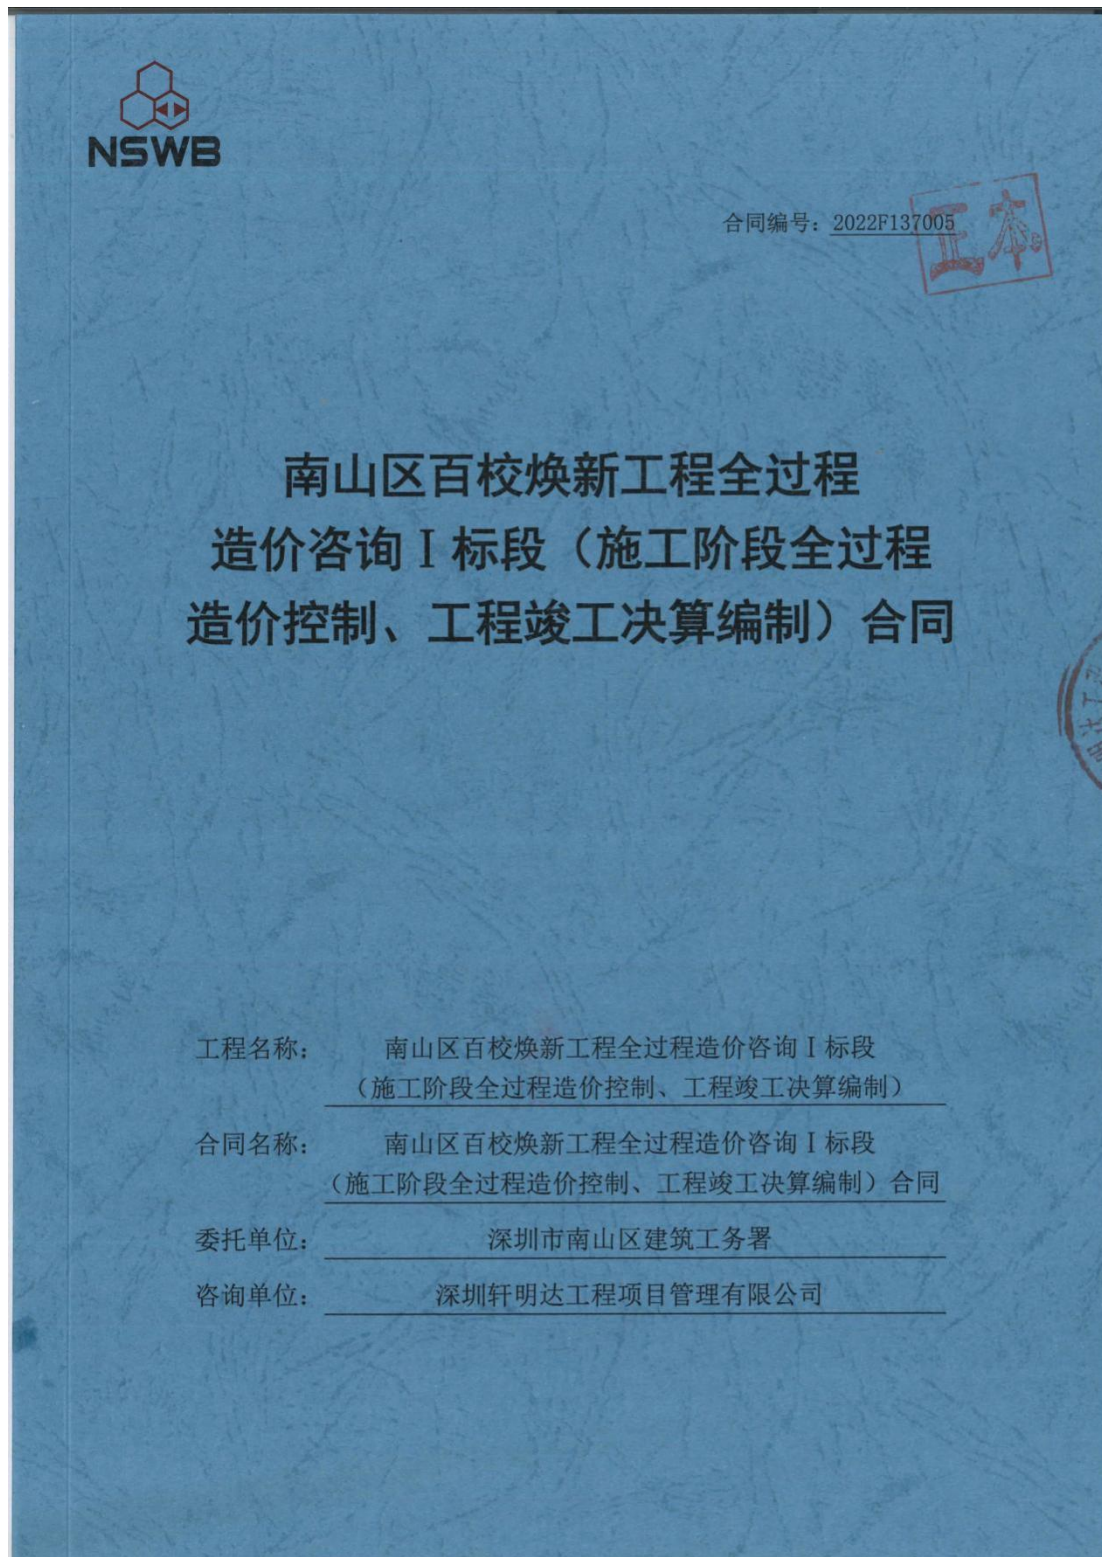 NSWB
合同编号：2022F137005
正本
南山区百校焕新工程全过程
造价咨询Ⅰ标段（施工阶段全过程
造价控制、工程竣工决算编制）合同
工程名称：南山区百校焕新工程全过程造价咨询Ⅰ标段
（施工阶段全过程造价控制、工程竣工决算编制）
合同名称：南山区百校焕新工程全过程造价咨询Ⅰ标段
（施工阶段全过程造价控制、工程竣工决算编制）合同
委托单位：深圳市南山区建筑工务署
咨询单位：深圳轩明达工程项目管理有限公司